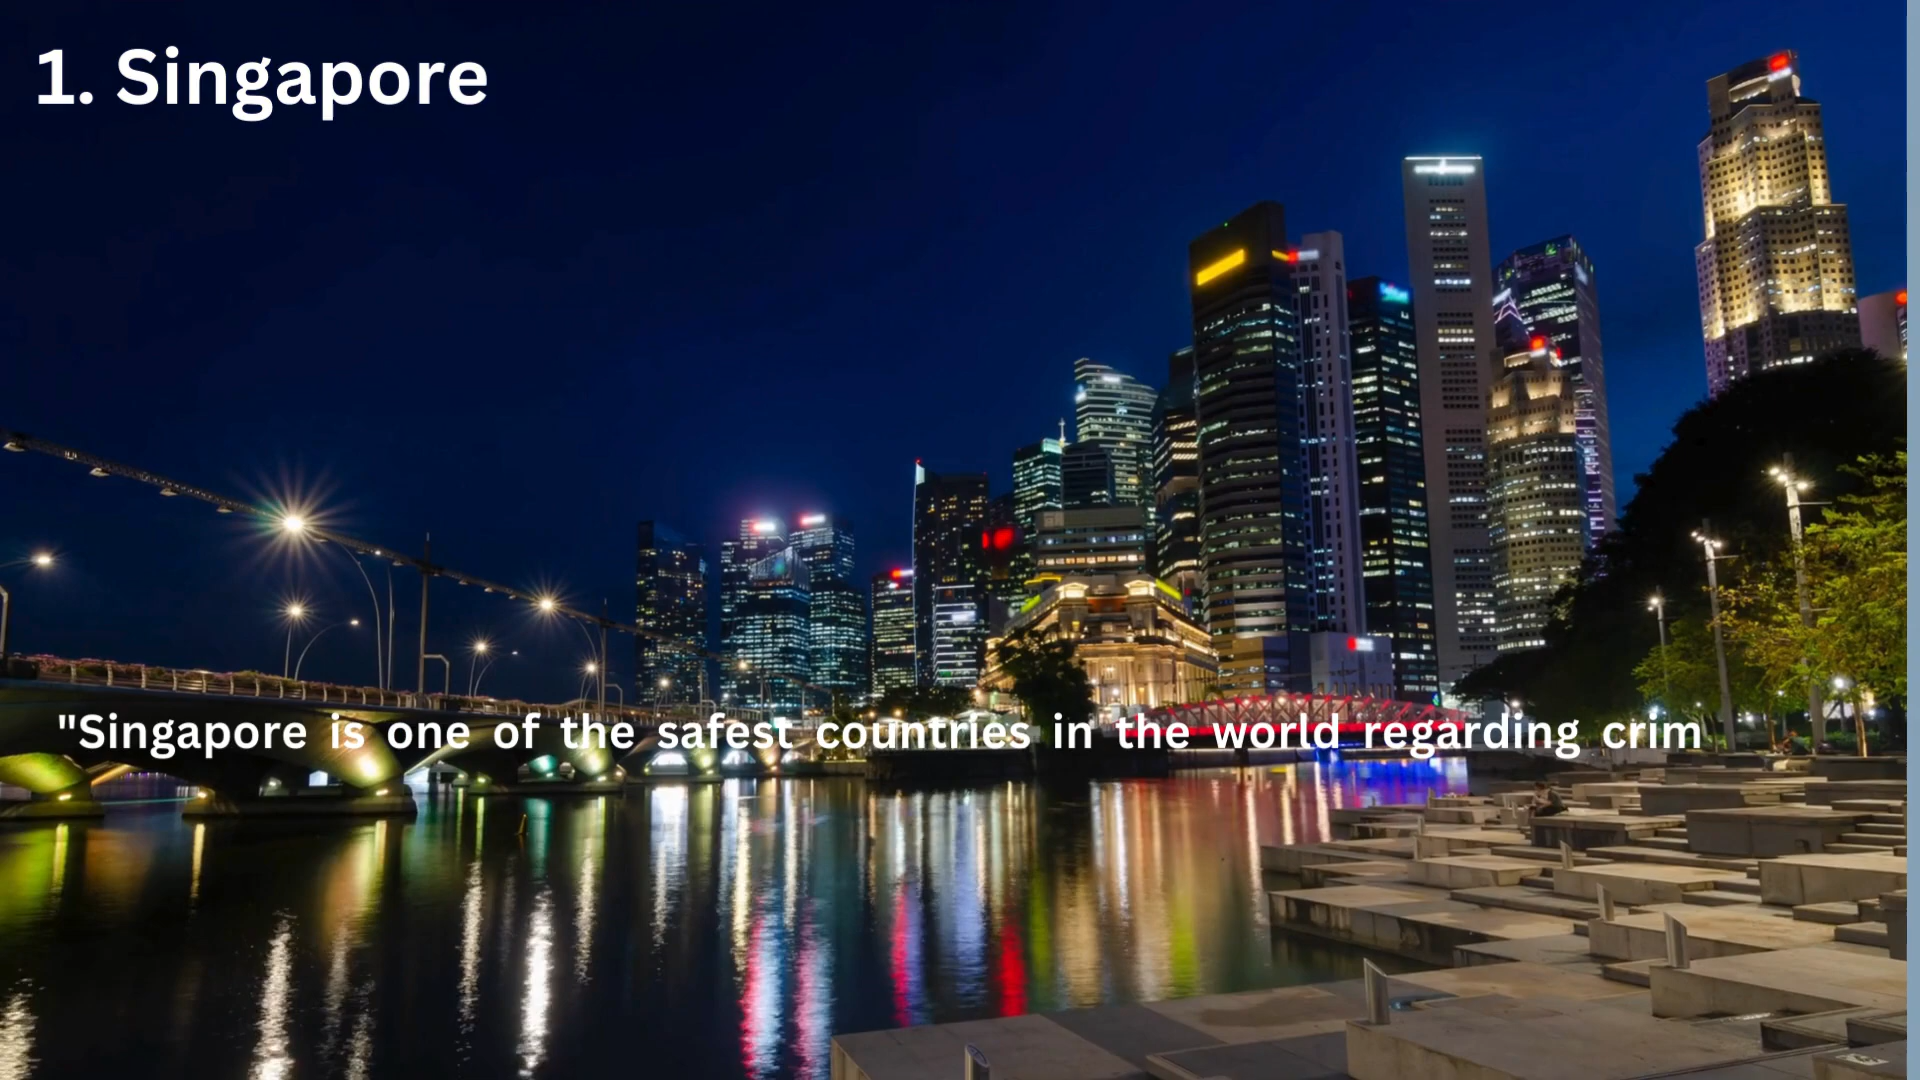 1. Singapore
"Singapore is one of the safest countries in the world regarding crim